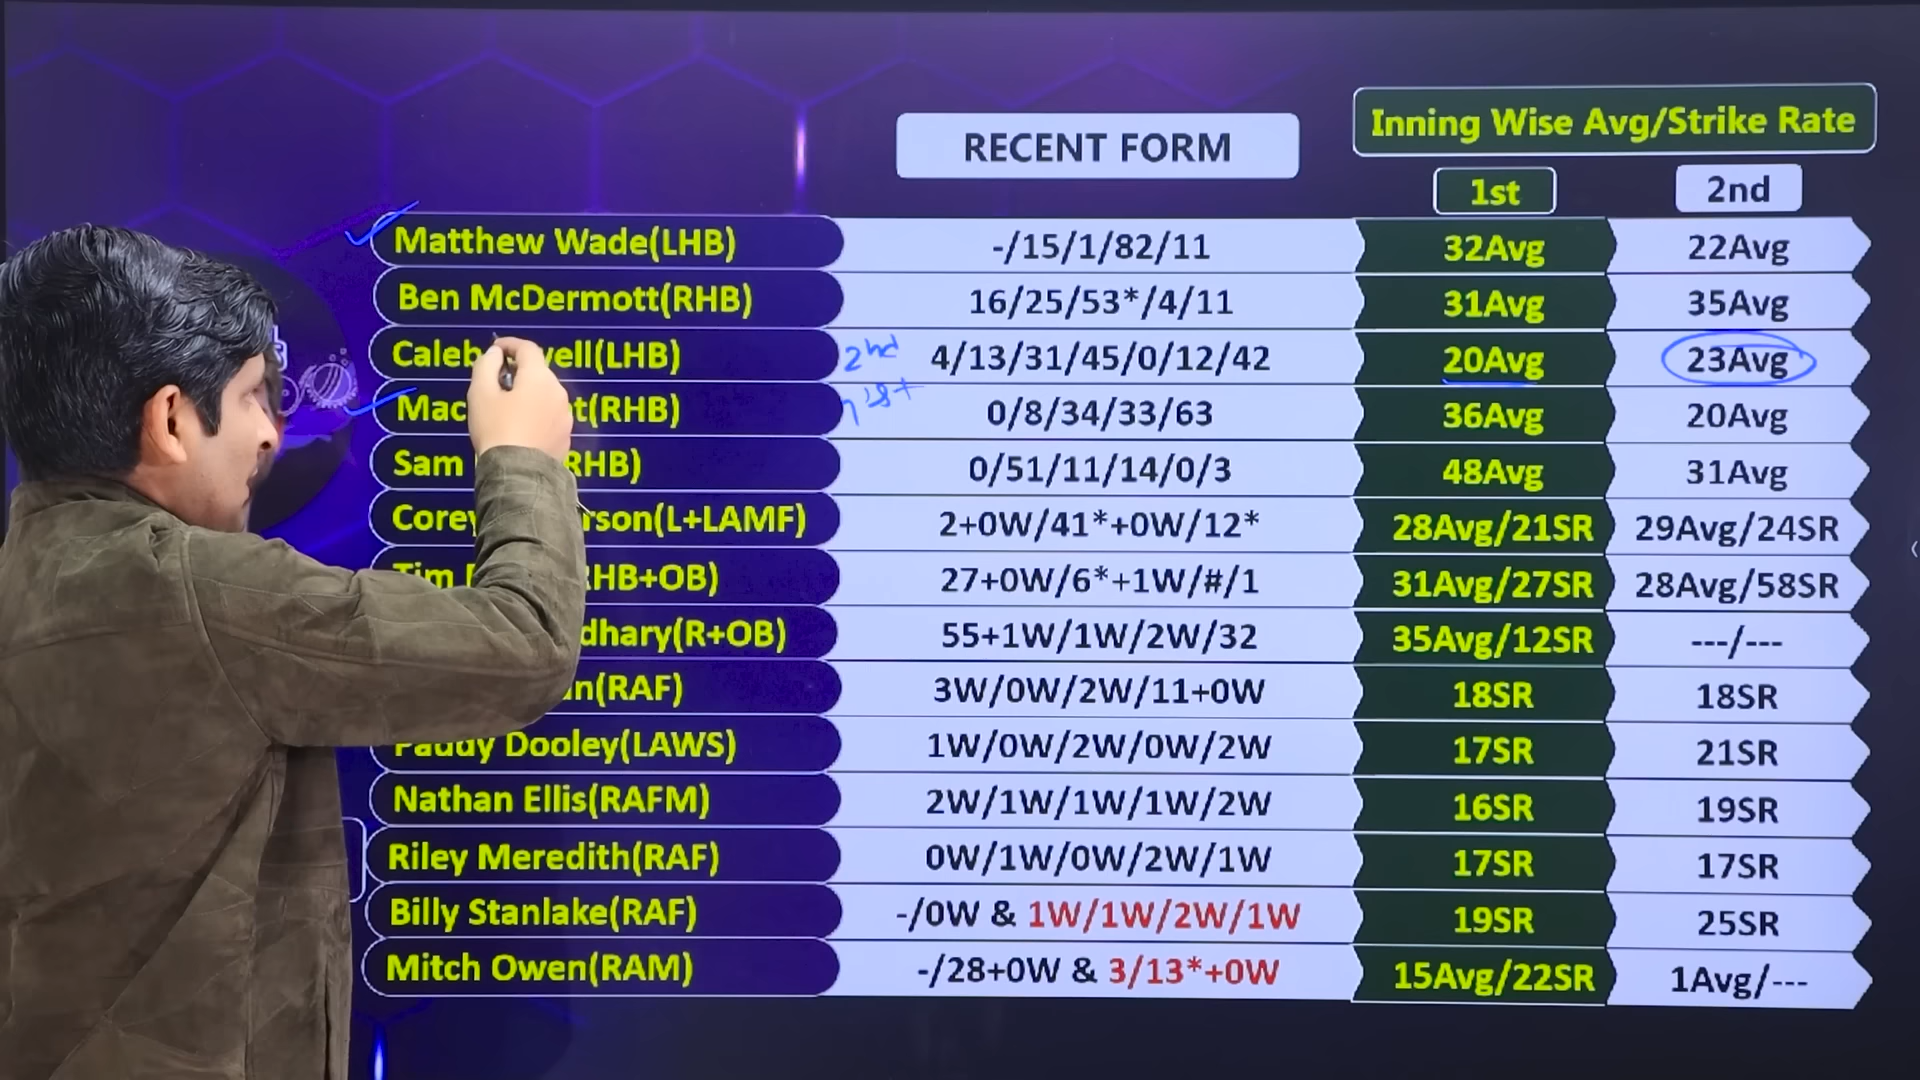 RECENT FORM
Inning Wise Avg/Strike Rate
1st 2nd
Matthew Wade(LHB) -/15/1/82/11 32Avg 22Avg
Ben McDermott(RHB) 16/25/53*/4/11 31Avg 35Avg
Caleb (LHB) 2nd 4/13/31/45/0/12/42 20Avg 23Avg
(RHB) 1st 0/8/34/33/63 36Avg 20Avg
Sam RHB) 0/51/11/14/0/3 48Avg 31Avg
(L+LAMF) 2+0W/41*+0W/12* 28Avg/21SR 29Avg/24SR
Tim HB+OB) 27+0W/6*+1W/#/1 31Avg/27SR 28Avg/58SR
dhary(R+OB) 55+1W/1W/2W/32 35Avg/12SR ---/---
n(RAF) 3W/0W/2W/11+0W 18SR 18SR
Paddy Dooley(LAWS) 1W/0W/2W/0W/2W 17SR 21SR
Nathan Ellis(RAFM) 2W/1W/1W/1W/2W 16SR 19SR
Riley Meredith(RAF) 0W/1W/0W/2W/1W 17SR 17SR
Billy Stanlake(RAF) -/0W & 1W/1W/2W/1W 19SR 25SR
Mitch Owen(RAM) -/28+0W & 3/13*+0W 15Avg/22SR 1Avg/---